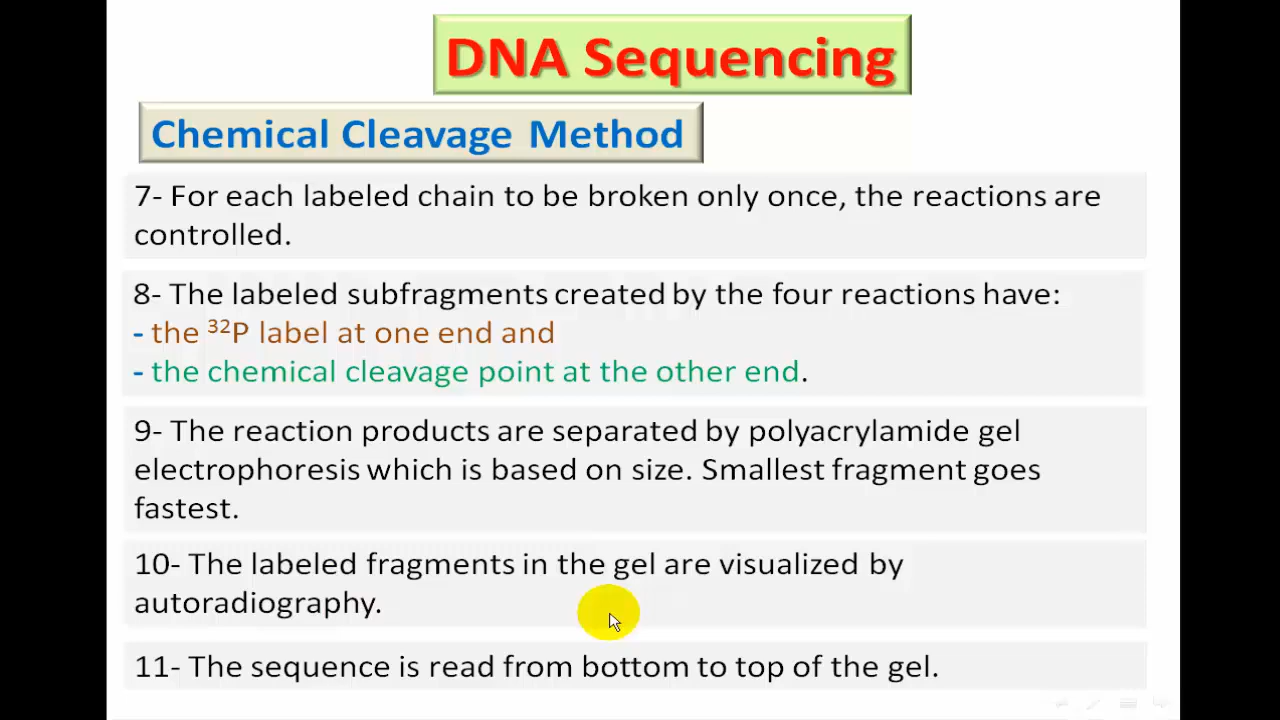 DNA Sequencing
Chemical Cleavage Method
7- For each labeled chain to be broken only once, the reactions are
controlled.
8- The labeled subfragments created by the four reactions have:
- the ³²P label at one end and
- the chemical cleavage point at the other end.
9- The reaction products are separated by polyacrylamide gel
electrophoresis which is based on size. Smallest fragment goes
fastest.
10- The labeled fragments in the gel are visualized by
autoradiography.
11- The sequence is read from bottom to top of the gel.